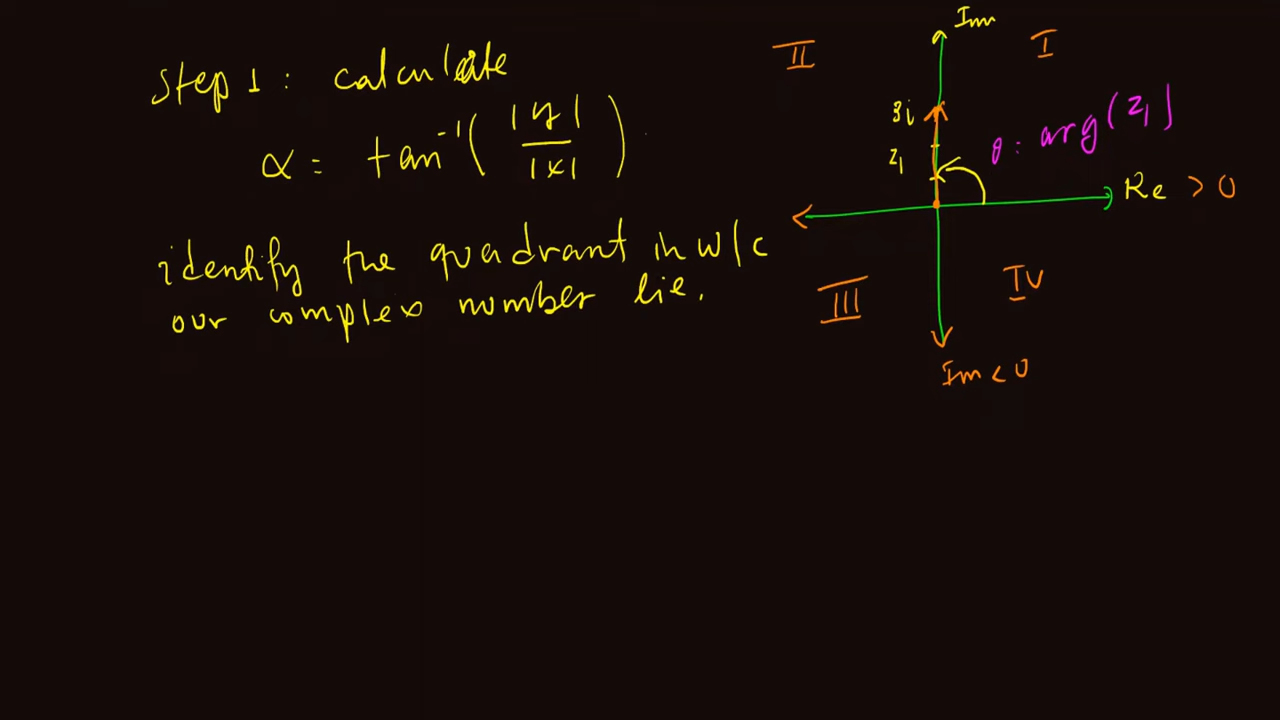 Step 1: calculate
α = tan⁻¹(|y|/|x|)
identify the quadrant in w/c
our complex number lie.
Im
II
I
3i
z₁
θ: arg(z₁)
Re > 0
III
IV
Im < 0